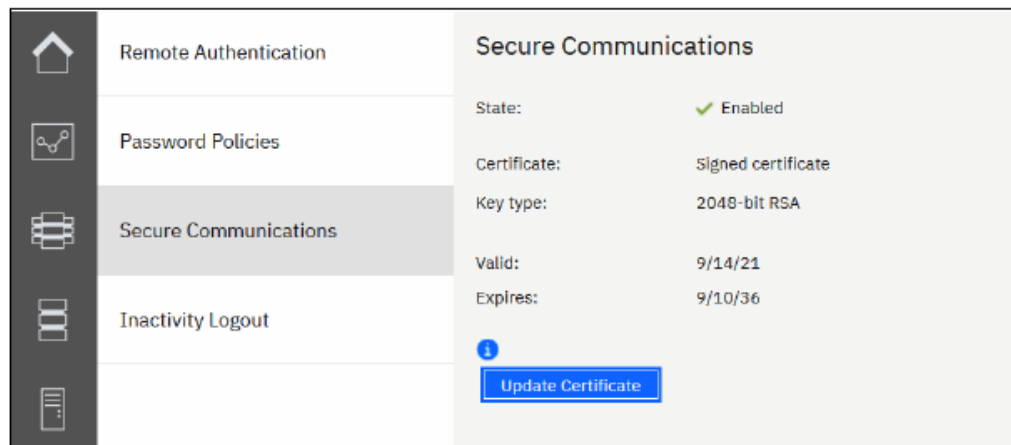 Remote Authentication
Password Policies
Secure Communications
Inactivity Logout
Secure Communications
State: Enabled
Certificate: Signed certificate
Key type: 2048-bit RSA
Valid: 9/14/21
Expires: 9/10/36
Update Certificate